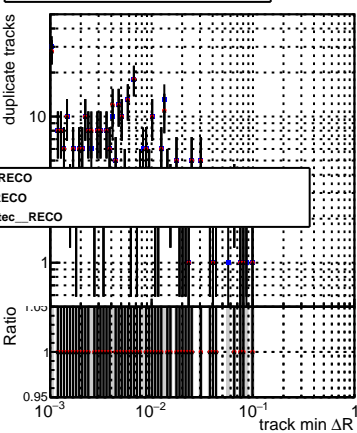 duplicate tracks
10
RECO
RECO
tec__RECO
1
1.05
Ratio
1
0.95
10⁻³ 10⁻² 10⁻¹ 1
track min ΔR